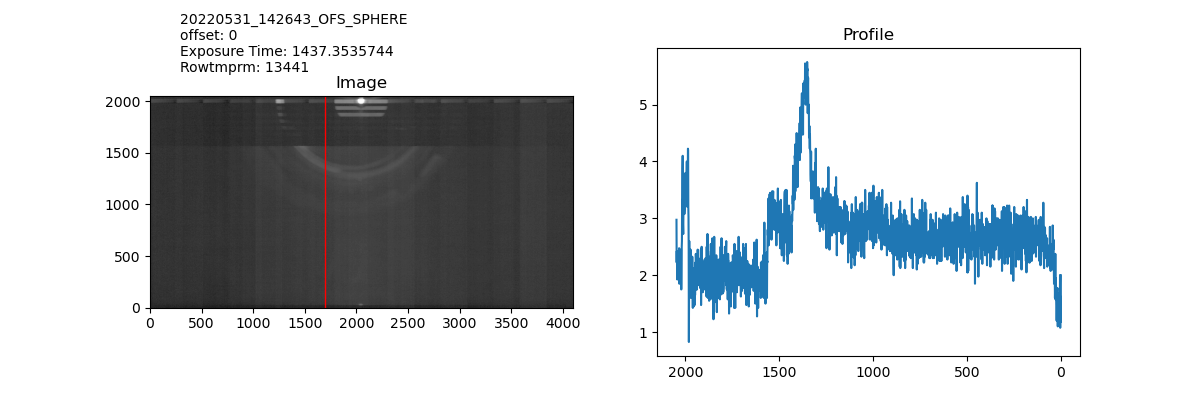 20220531_142643_OFS_SPHERE
offset: 0
Exposure Time: 1437.3535744
Rowtmprm: 13441
Image
2000
1500
1000
500
0
0 500 1000 1500 2000 2500 3000 3500 4000
Profile
5
4
3
2
1
2000 1500 1000 500 0